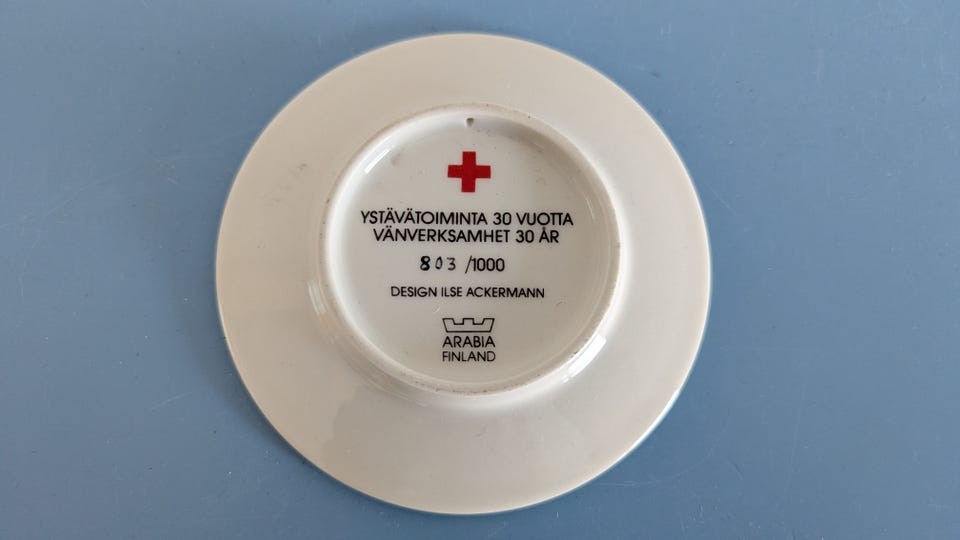 YSTÄVÄTOIMINTA 30 VUOTTA
VÄNVERKSAMHET 30 ÅR
803 /1000
DESIGN ILSE ACKERMANN
ARABIA
FINLAND